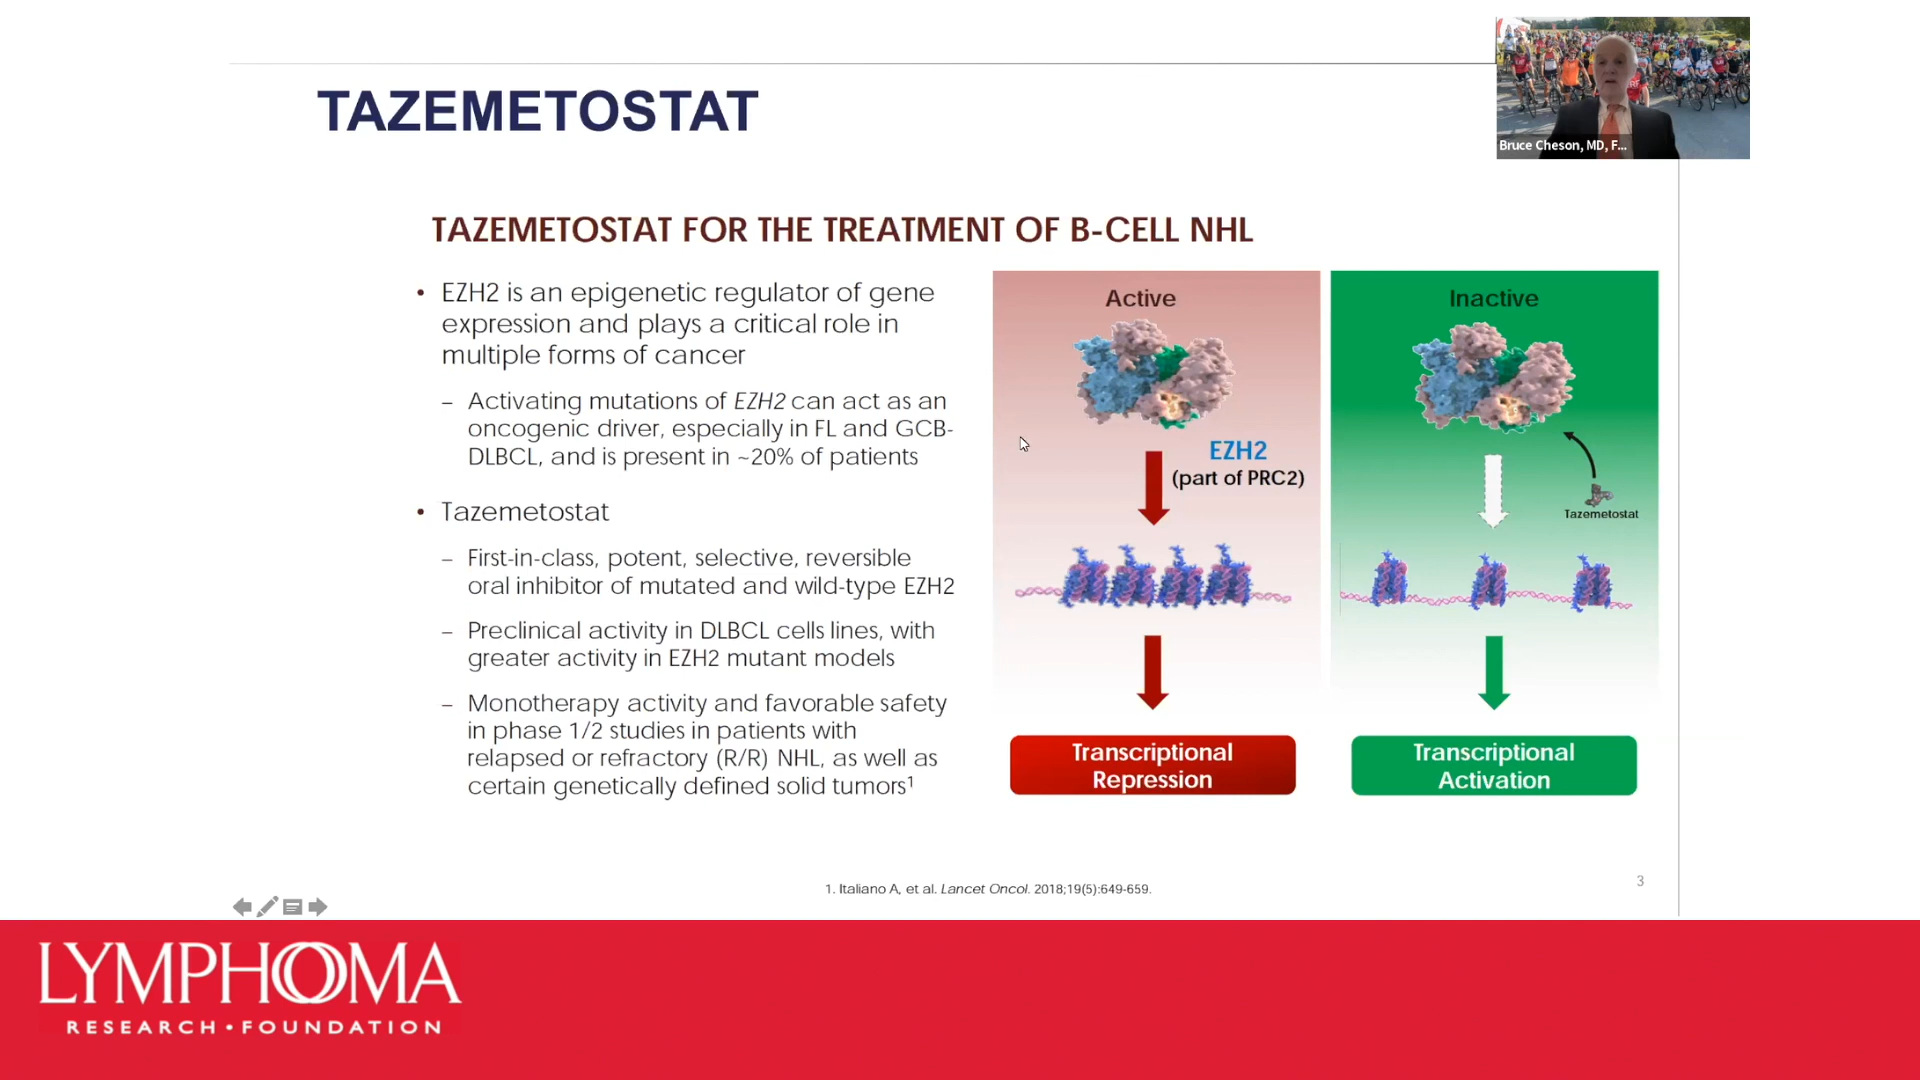 TAZEMETOSTAT
Bruce Cheson, MD, F...
TAZEMETOSTAT FOR THE TREATMENT OF B-CELL NHL
• EZH2 is an epigenetic regulator of gene
expression and plays a critical role in
multiple forms of cancer
– Activating mutations of EZH2 can act as an
oncogenic driver, especially in FL and GCB-
DLBCL, and is present in ~20% of patients
• Tazemetostat
– First-in-class, potent, selective, reversible
oral inhibitor of mutated and wild-type EZH2
– Preclinical activity in DLBCL cells lines, with
greater activity in EZH2 mutant models
– Monotherapy activity and favorable safety
in phase 1/2 studies in patients with
relapsed or refractory (R/R) NHL, as well as
certain genetically defined solid tumors¹
Active
EZH2
(part of PRC2)
Transcriptional
Repression
Inactive
Tazemetostat
Transcriptional
Activation
1. Italiano A, et al. Lancet Oncol. 2018;19(5):649-659.
3
LYMPHOMA
RESEARCH • FOUNDATION